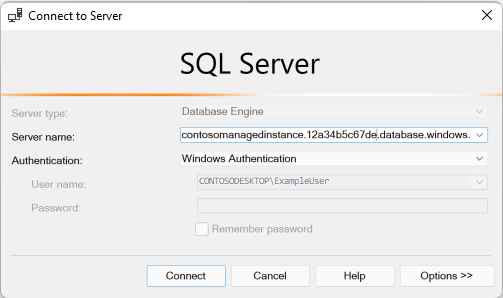 Connect to Server
SQL Server
Server type: Database Engine
Server name: contosomanagedinstance.12a34b5c67de.database.windows.
Authentication: Windows Authentication
User name: CONTOSODESKTOP\ExampleUser
Password:
Remember password
Connect Cancel Help Options >>